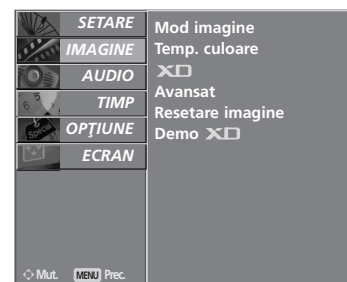 SETARE
IMAGINE
AUDIO
TIMP
OPŢIUNE
ECRAN
Mod imagine
Temp. culoare
XD
Avansat
Resetare imagine
Demo XD
Mut. MENU Prec.
Special